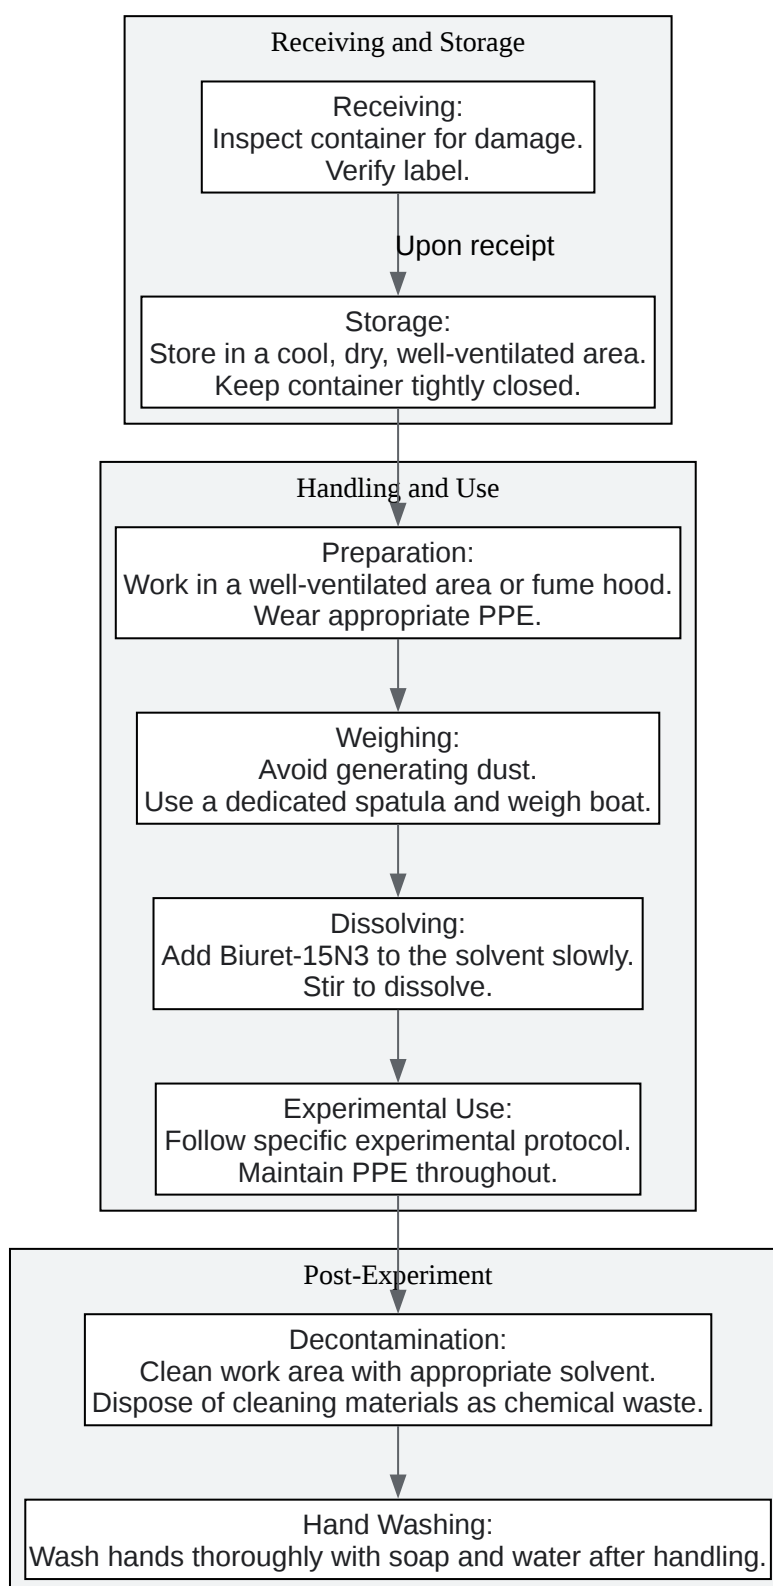 Receiving and Storage
Receiving:
Inspect container for damage.
Verify label.
Upon receipt
Storage:
Store in a cool, dry, well-ventilated area.
Keep container tightly closed.
Handling and Use
Preparation:
Work in a well-ventilated area or fume hood.
Wear appropriate PPE.
Weighing:
Avoid generating dust.
Use a dedicated spatula and weigh boat.
Dissolving:
Add Biuret-15N3 to the solvent slowly.
Stir to dissolve.
Experimental Use:
Follow specific experimental protocol.
Maintain PPE throughout.
Post-Experiment
Decontamination:
Clean work area with appropriate solvent.
Dispose of cleaning materials as chemical waste.
Hand Washing:
Wash hands thoroughly with soap and water after handling.